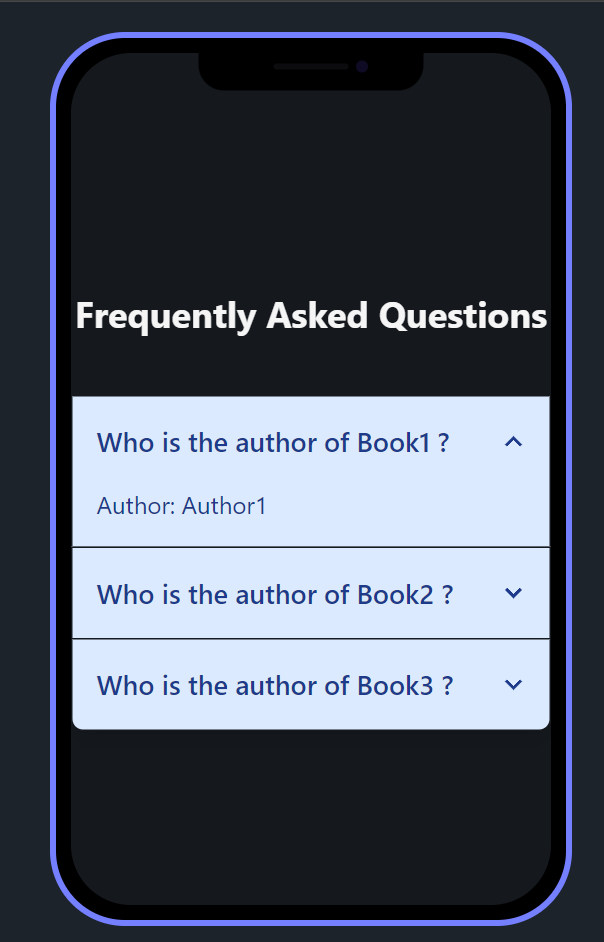 Frequently Asked Questions
Who is the author of Book1 ?
Author: Author1
Who is the author of Book2 ?
Who is the author of Book3 ?